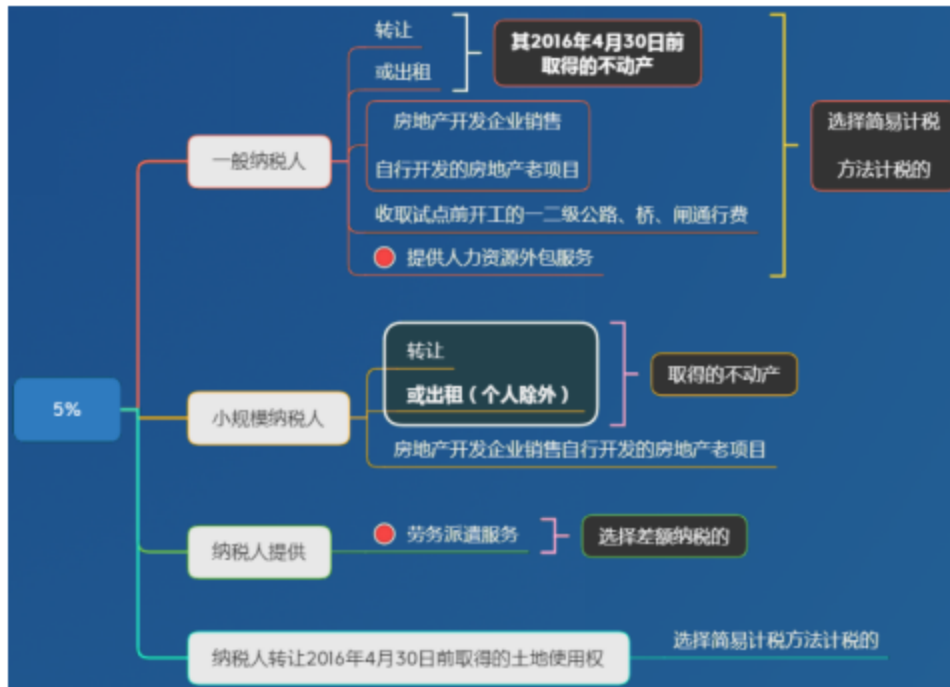 5%
一般纳税人
转让
或出租
其2016年4月30日前
取得的不动产
房地产开发企业销售
自行开发的房地产老项目
收取试点前开工的一二级公路、桥、闸通行费
提供人力资源外包服务
选择简易计税
方法计税的
小规模纳税人
转让
或出租（个人除外）
取得的不动产
房地产开发企业销售自行开发的房地产老项目
纳税人提供
劳务派遣服务
选择差额纳税的
纳税人转让2016年4月30日前取得的土地使用权
选择简易计税方法计税的